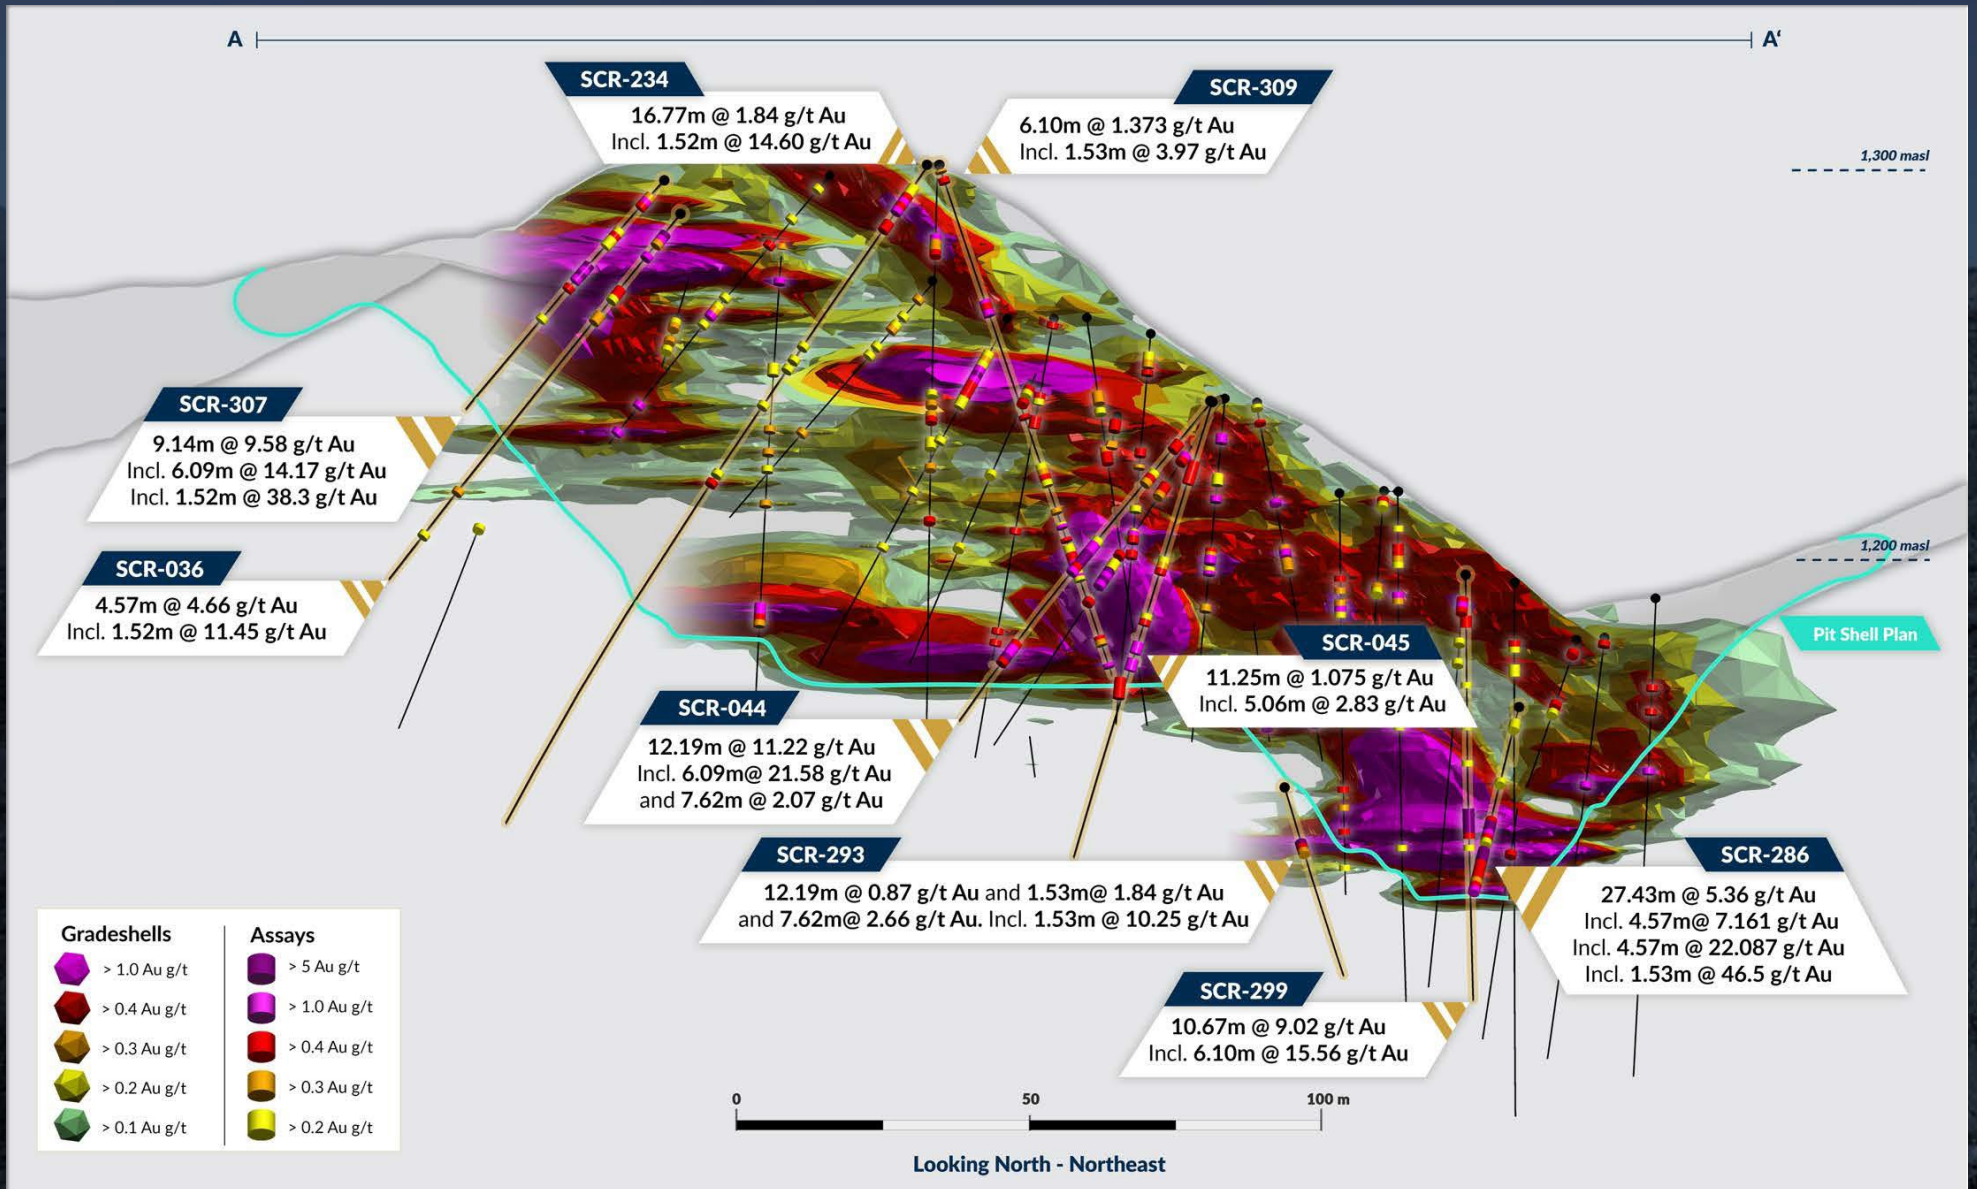 A
A'
SCR-234
16.77m @ 1.84 g/t Au
Incl. 1.52m @ 14.60 g/t Au
SCR-309
6.10m @ 1.373 g/t Au
Incl. 1.53m @ 3.97 g/t Au
1,300 masl
SCR-307
9.14m @ 9.58 g/t Au
Incl. 6.09m @ 14.17 g/t Au
Incl. 1.52m @ 38.3 g/t Au
SCR-036
4.57m @ 4.66 g/t Au
Incl. 1.52m @ 11.45 g/t Au
1,200 masl
Pit Shell Plan
SCR-045
11.25m @ 1.075 g/t Au
Incl. 5.06m @ 2.83 g/t Au
SCR-044
12.19m @ 11.22 g/t Au
Incl. 6.09m@ 21.58 g/t Au
and 7.62m @ 2.07 g/t Au
SCR-293
12.19m @ 0.87 g/t Au and 1.53m@ 1.84 g/t Au
and 7.62m@ 2.66 g/t Au. Incl. 1.53m @ 10.25 g/t Au
SCR-286
27.43m @ 5.36 g/t Au
Incl. 4.57m@ 7.161 g/t Au
Incl. 4.57m @ 22.087 g/t Au
Incl. 1.53m @ 46.5 g/t Au
SCR-299
10.67m @ 9.02 g/t Au
Incl. 6.10m @ 15.56 g/t Au
Gradeshells
> 1.0 Au g/t
> 0.4 Au g/t
> 0.3 Au g/t
> 0.2 Au g/t
> 0.1 Au g/t
Assays
> 5 Au g/t
> 1.0 Au g/t
> 0.4 Au g/t
> 0.3 Au g/t
> 0.2 Au g/t
0 50 100 m
Looking North - Northeast